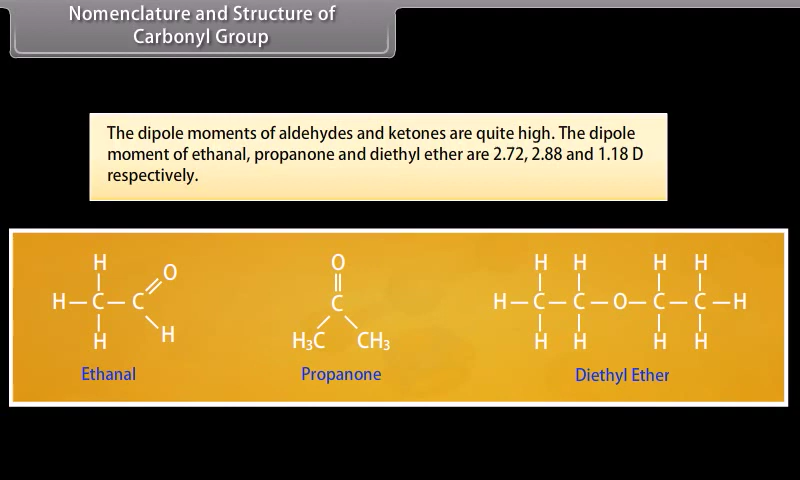 Nomenclature and Structure of
Carbonyl Group
The dipole moments of aldehydes and ketones are quite high. The dipole
moment of ethanal, propanone and diethyl ether are 2.72, 2.88 and 1.18 D
respectively.
H
O
H—C—C
H
H
Ethanal
O
C
H₃C CH₃
Propanone
H H H H
H—C—C—O—C—C—H
H H H H
Diethyl Ether